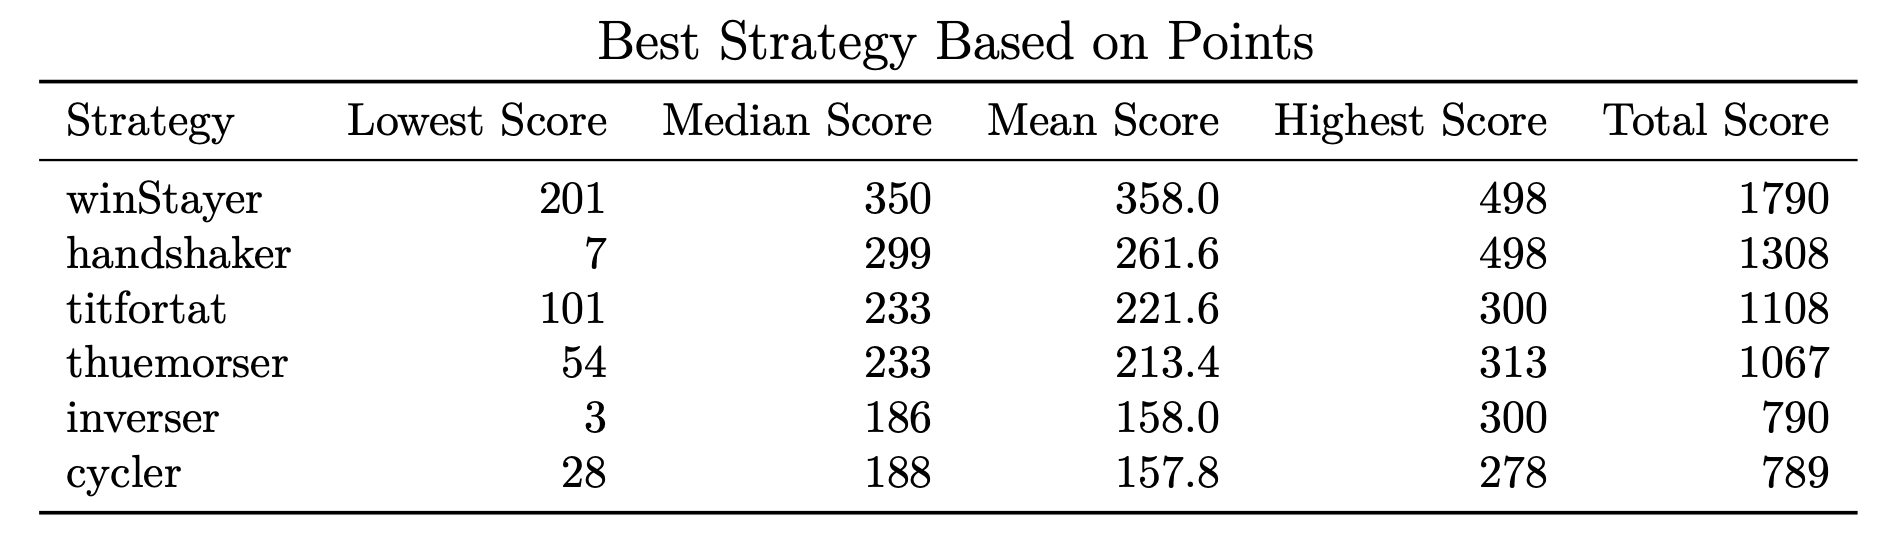 Best Strategy Based on Points
Strategy Lowest Score Median Score Mean Score Highest Score Total Score
winStayer 201 350 358.0 498 1790
handshaker 7 299 261.6 498 1308
titfortat 101 233 221.6 300 1108
thuemorser 54 233 213.4 313 1067
inverser 3 186 158.0 300 790
cycler 28 188 157.8 278 789